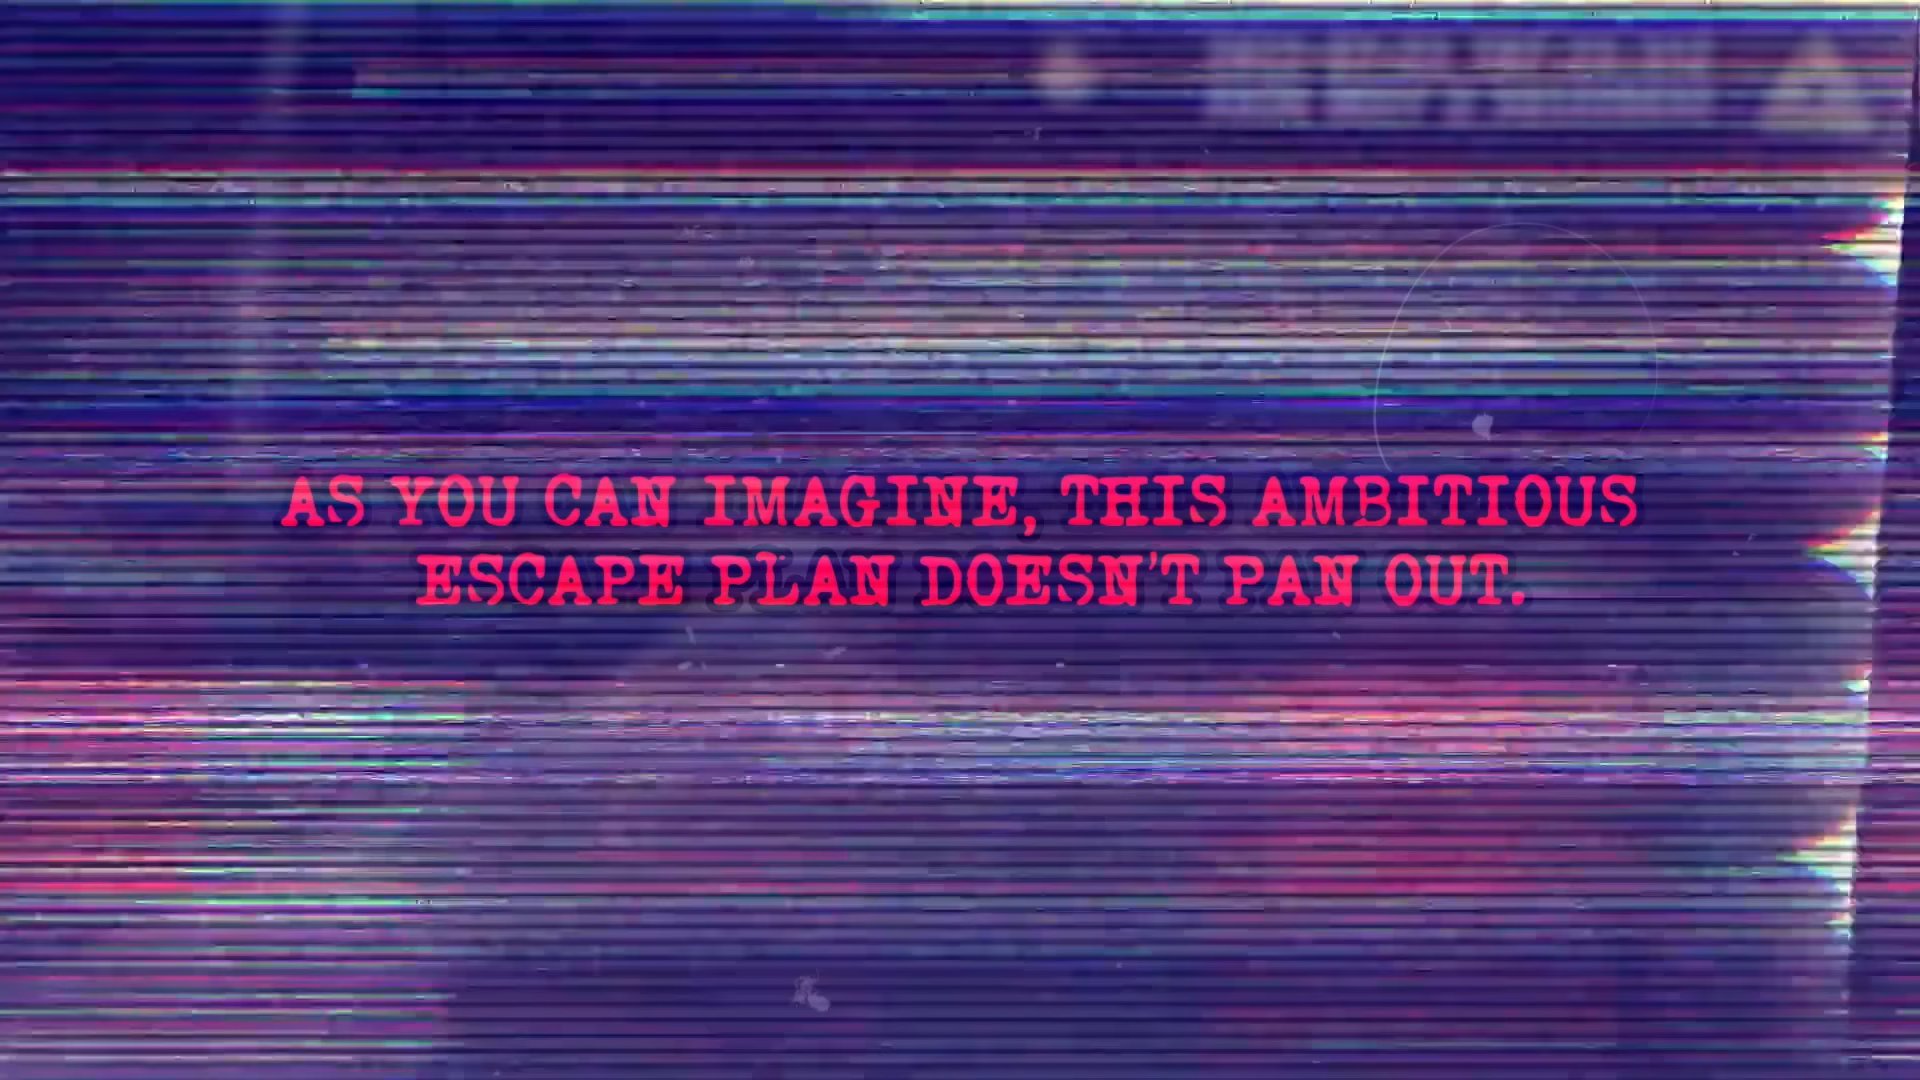 AS YOU CAN IMAGINE, THIS AMBITIOUS
ESCAPE PLAN DOESN'T PAN OUT.